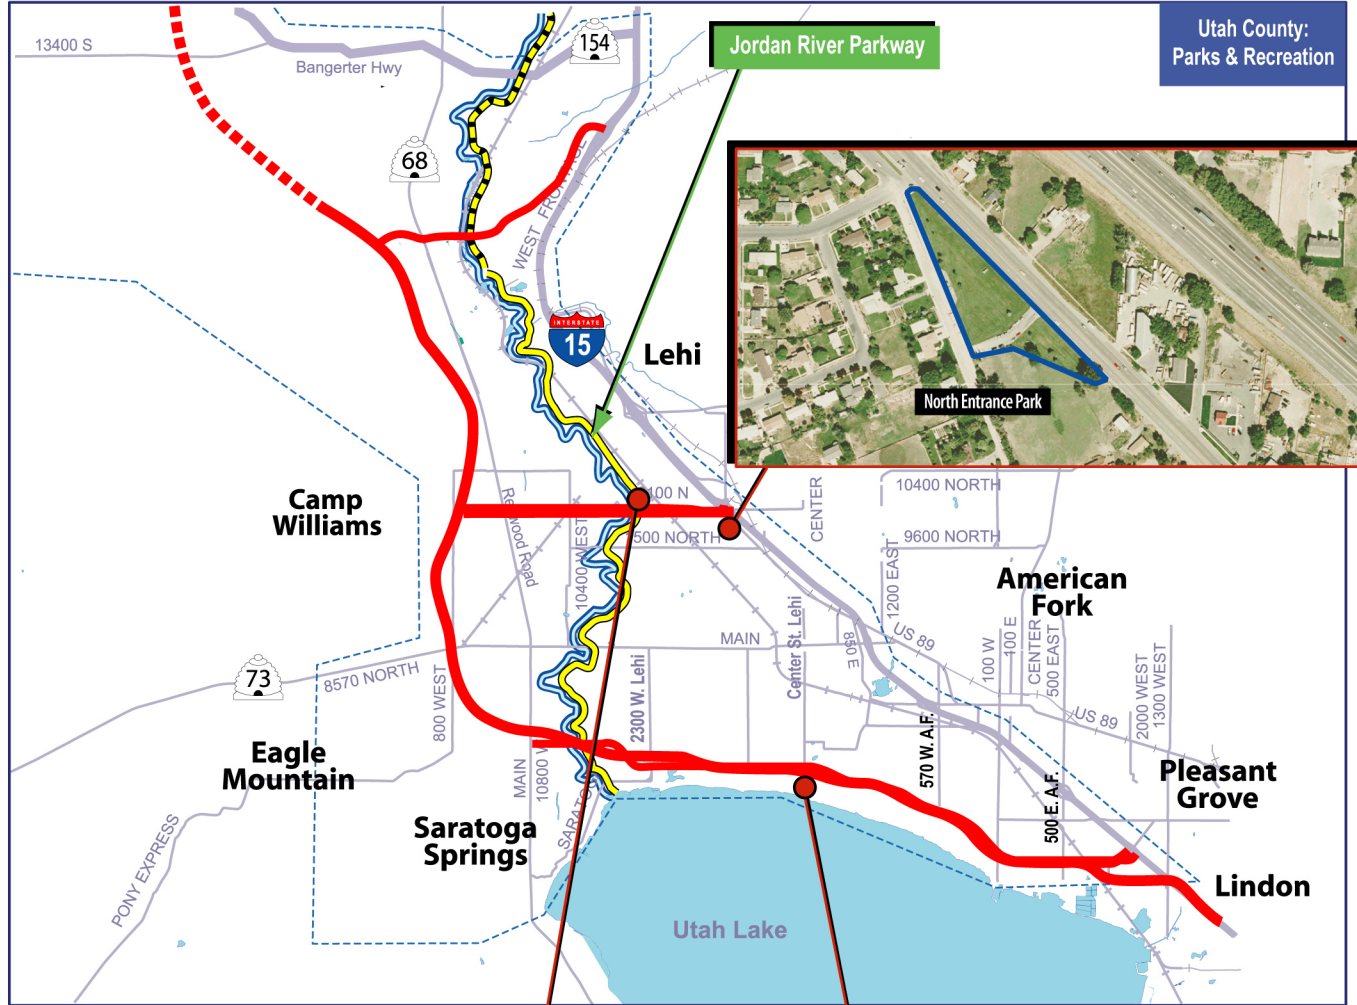 Utah County:
Parks & Recreation
13400 S
Bangerter Hwy
154
Jordan River Parkway
68
WEST FRONTAGE
INTERSTATE
15
Lehi
North Entrance Park
Camp
Williams
Redwood Road
10400 WEST
100 N
500 NORTH
CENTER
10400 NORTH
9600 NORTH
1200 EAST
American
Fork
MAIN
Center St. Lehi
850 E
US 89
100 W
100 E
CENTER
500 EAST
2000 WEST
1300 WEST
US 89
73
8570 NORTH
800 WEST
2300 W. Lehi
Eagle
Mountain
MAIN
10800 W
570 W. A.F.
500 E. A.F.
Pleasant
Grove
Saratoga
Springs
PONY EXPRESS
Lindon
Utah Lake